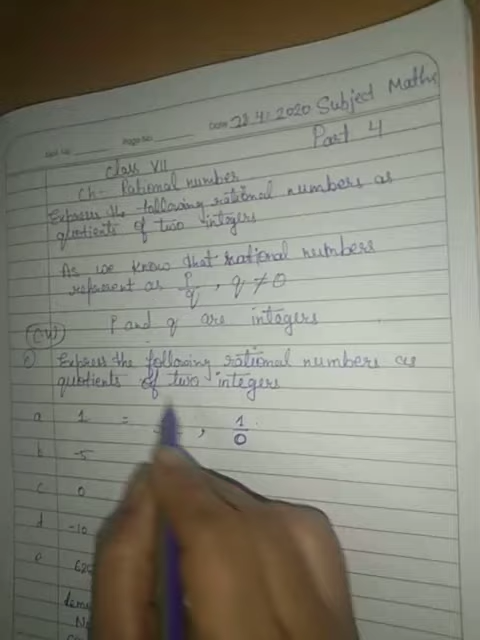 Page No.
Date 22.4.2020 Subject Maths
Part 4
Class VII
Ch- Rational number
Express the following rational numbers as
quotients of two integers
As we know that rational numbers
represent as p/q , q ≠ 0
P and q are integers
(C.W)
Express the following rational numbers as
quotients of two integers
a 1 = , 1/0
b -5
c 0
d -10
e